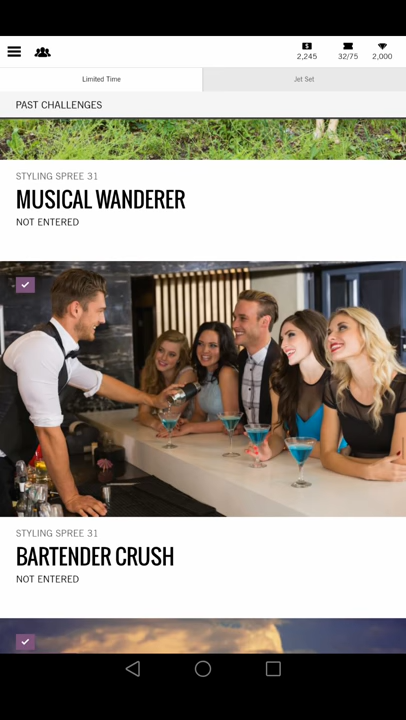 2,245
32/75
2,000
Limited Time
Jet Set
PAST CHALLENGES
STYLING SPREE 31
MUSICAL WANDERER
NOT ENTERED
STYLING SPREE 31
BARTENDER CRUSH
NOT ENTERED